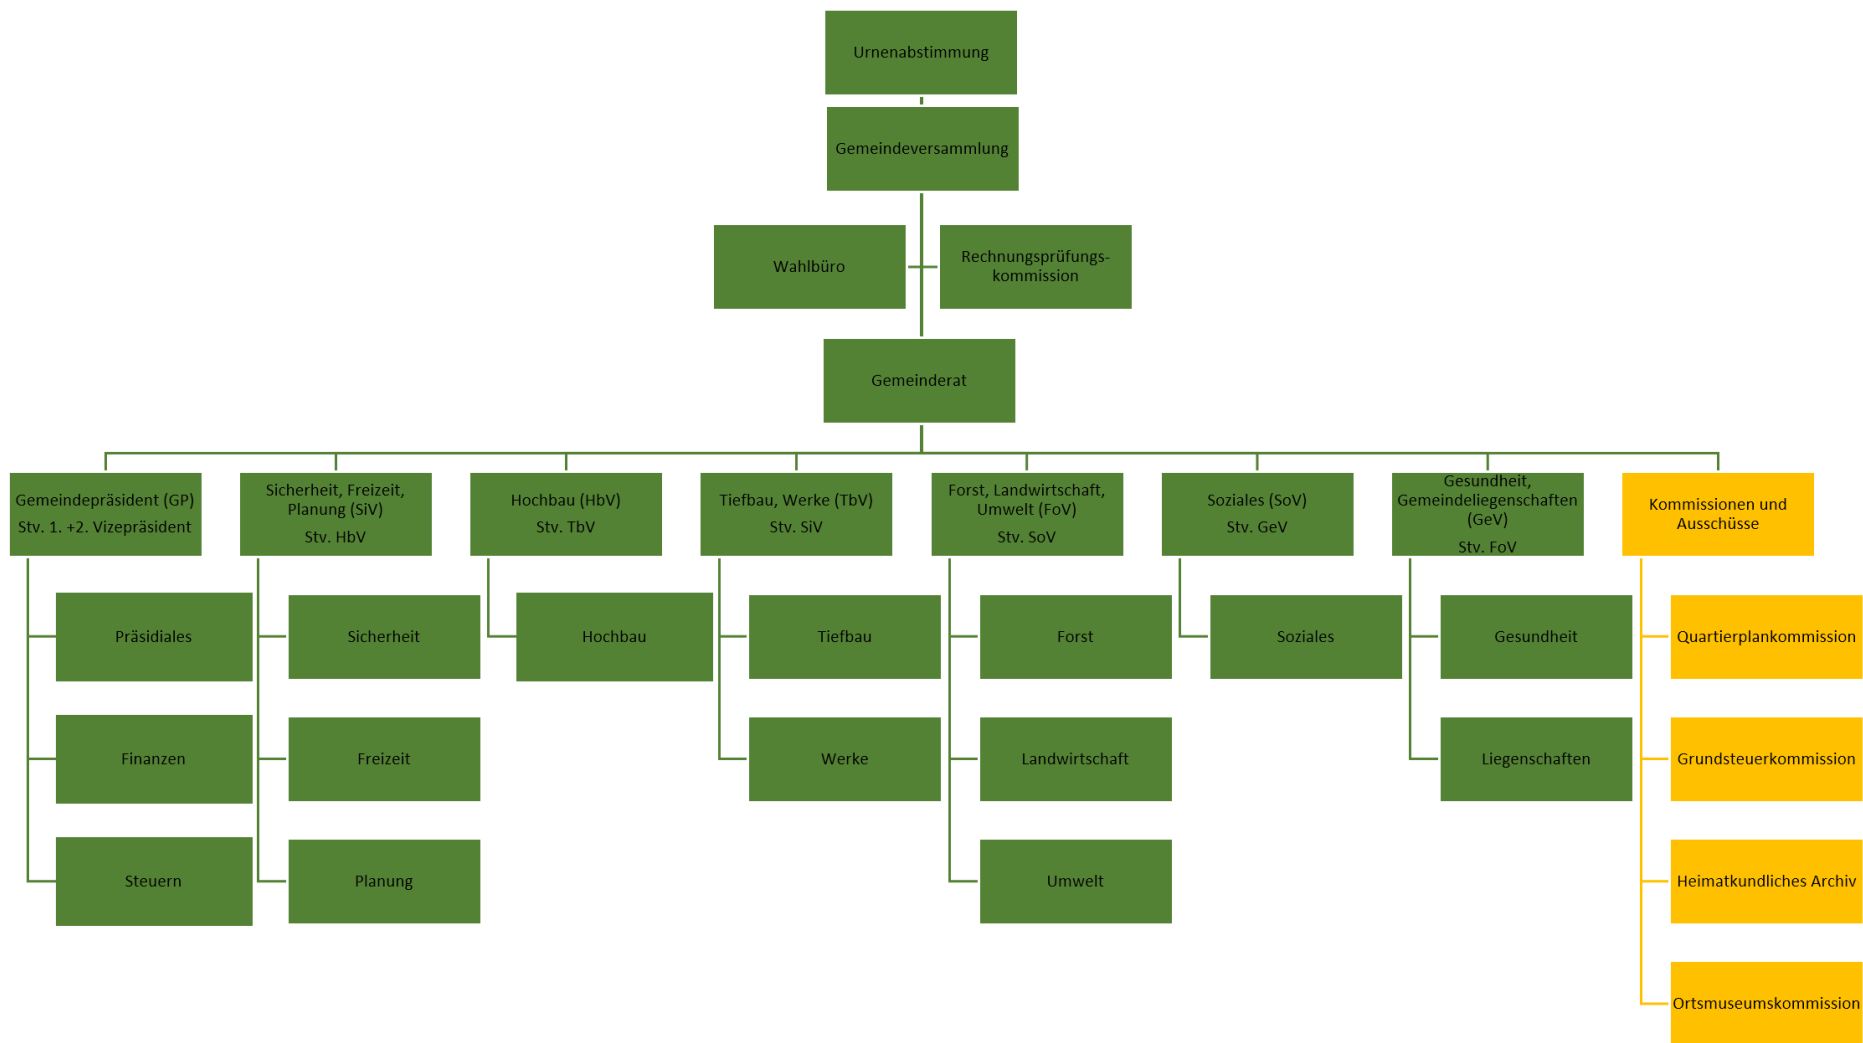 Urnenabstimmung
Gemeindeversammlung
Wahlbüro
Rechnungsprüfungs-
kommission
Gemeinderat
Gemeindepräsident (GP)
Stv. 1. +2. Vizepräsident
Sicherheit, Freizeit,
Planung (SiV)
Stv. HbV
Hochbau (HbV)
Stv. TbV
Tiefbau, Werke (TbV)
Stv. SiV
Forst, Landwirtschaft,
Umwelt (FoV)
Stv. SoV
Soziales (SoV)
Stv. GeV
Gesundheit,
Gemeindeliegenschaften
(GeV)
Stv. FoV
Kommissionen und
Ausschüsse
Präsidiales
Sicherheit
Hochbau
Tiefbau
Forst
Soziales
Gesundheit
Quartierplankommission
Finanzen
Freizeit
Werke
Landwirtschaft
Liegenschaften
Grundsteuerkommission
Steuern
Planung
Umwelt
Heimatkundliches Archiv
Ortsmuseumskommission